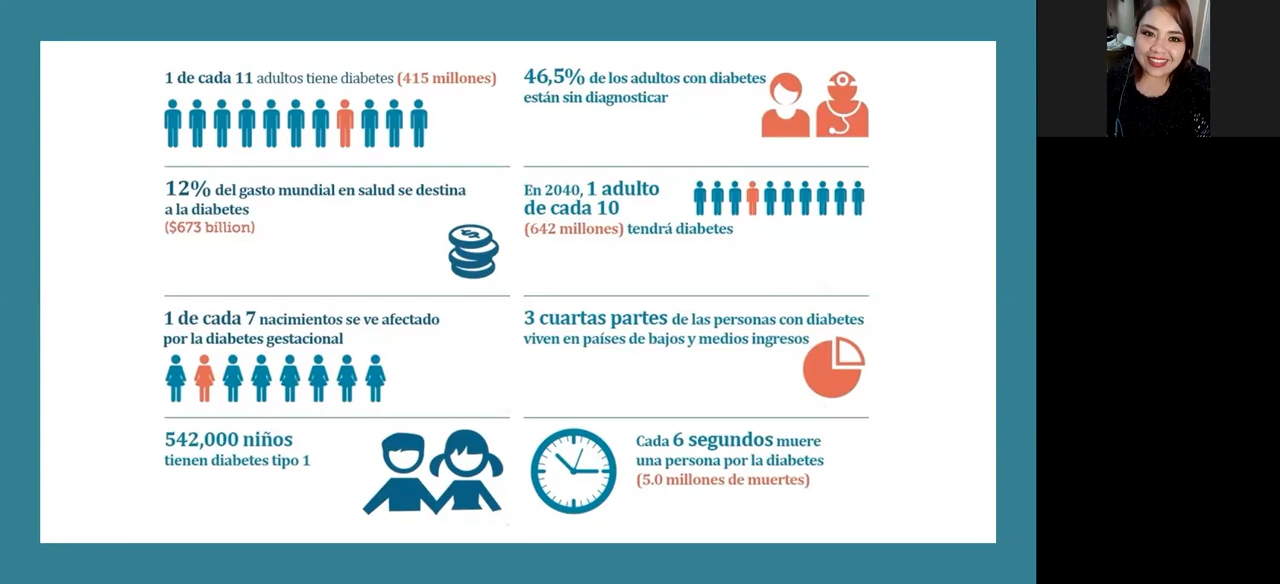 1 de cada 11 adultos tiene diabetes (415 millones)
46,5% de los adultos con diabetes
están sin diagnosticar
12% del gasto mundial en salud se destina
a la diabetes
($673 billion)
En 2040, 1 adulto
de cada 10
(642 millones) tendrá diabetes
1 de cada 7 nacimientos se ve afectado
por la diabetes gestacional
3 cuartas partes de las personas con diabetes
viven en países de bajos y medios ingresos
542,000 niños
tienen diabetes tipo 1
Cada 6 segundos muere
una persona por la diabetes
(5.0 millones de muertes)